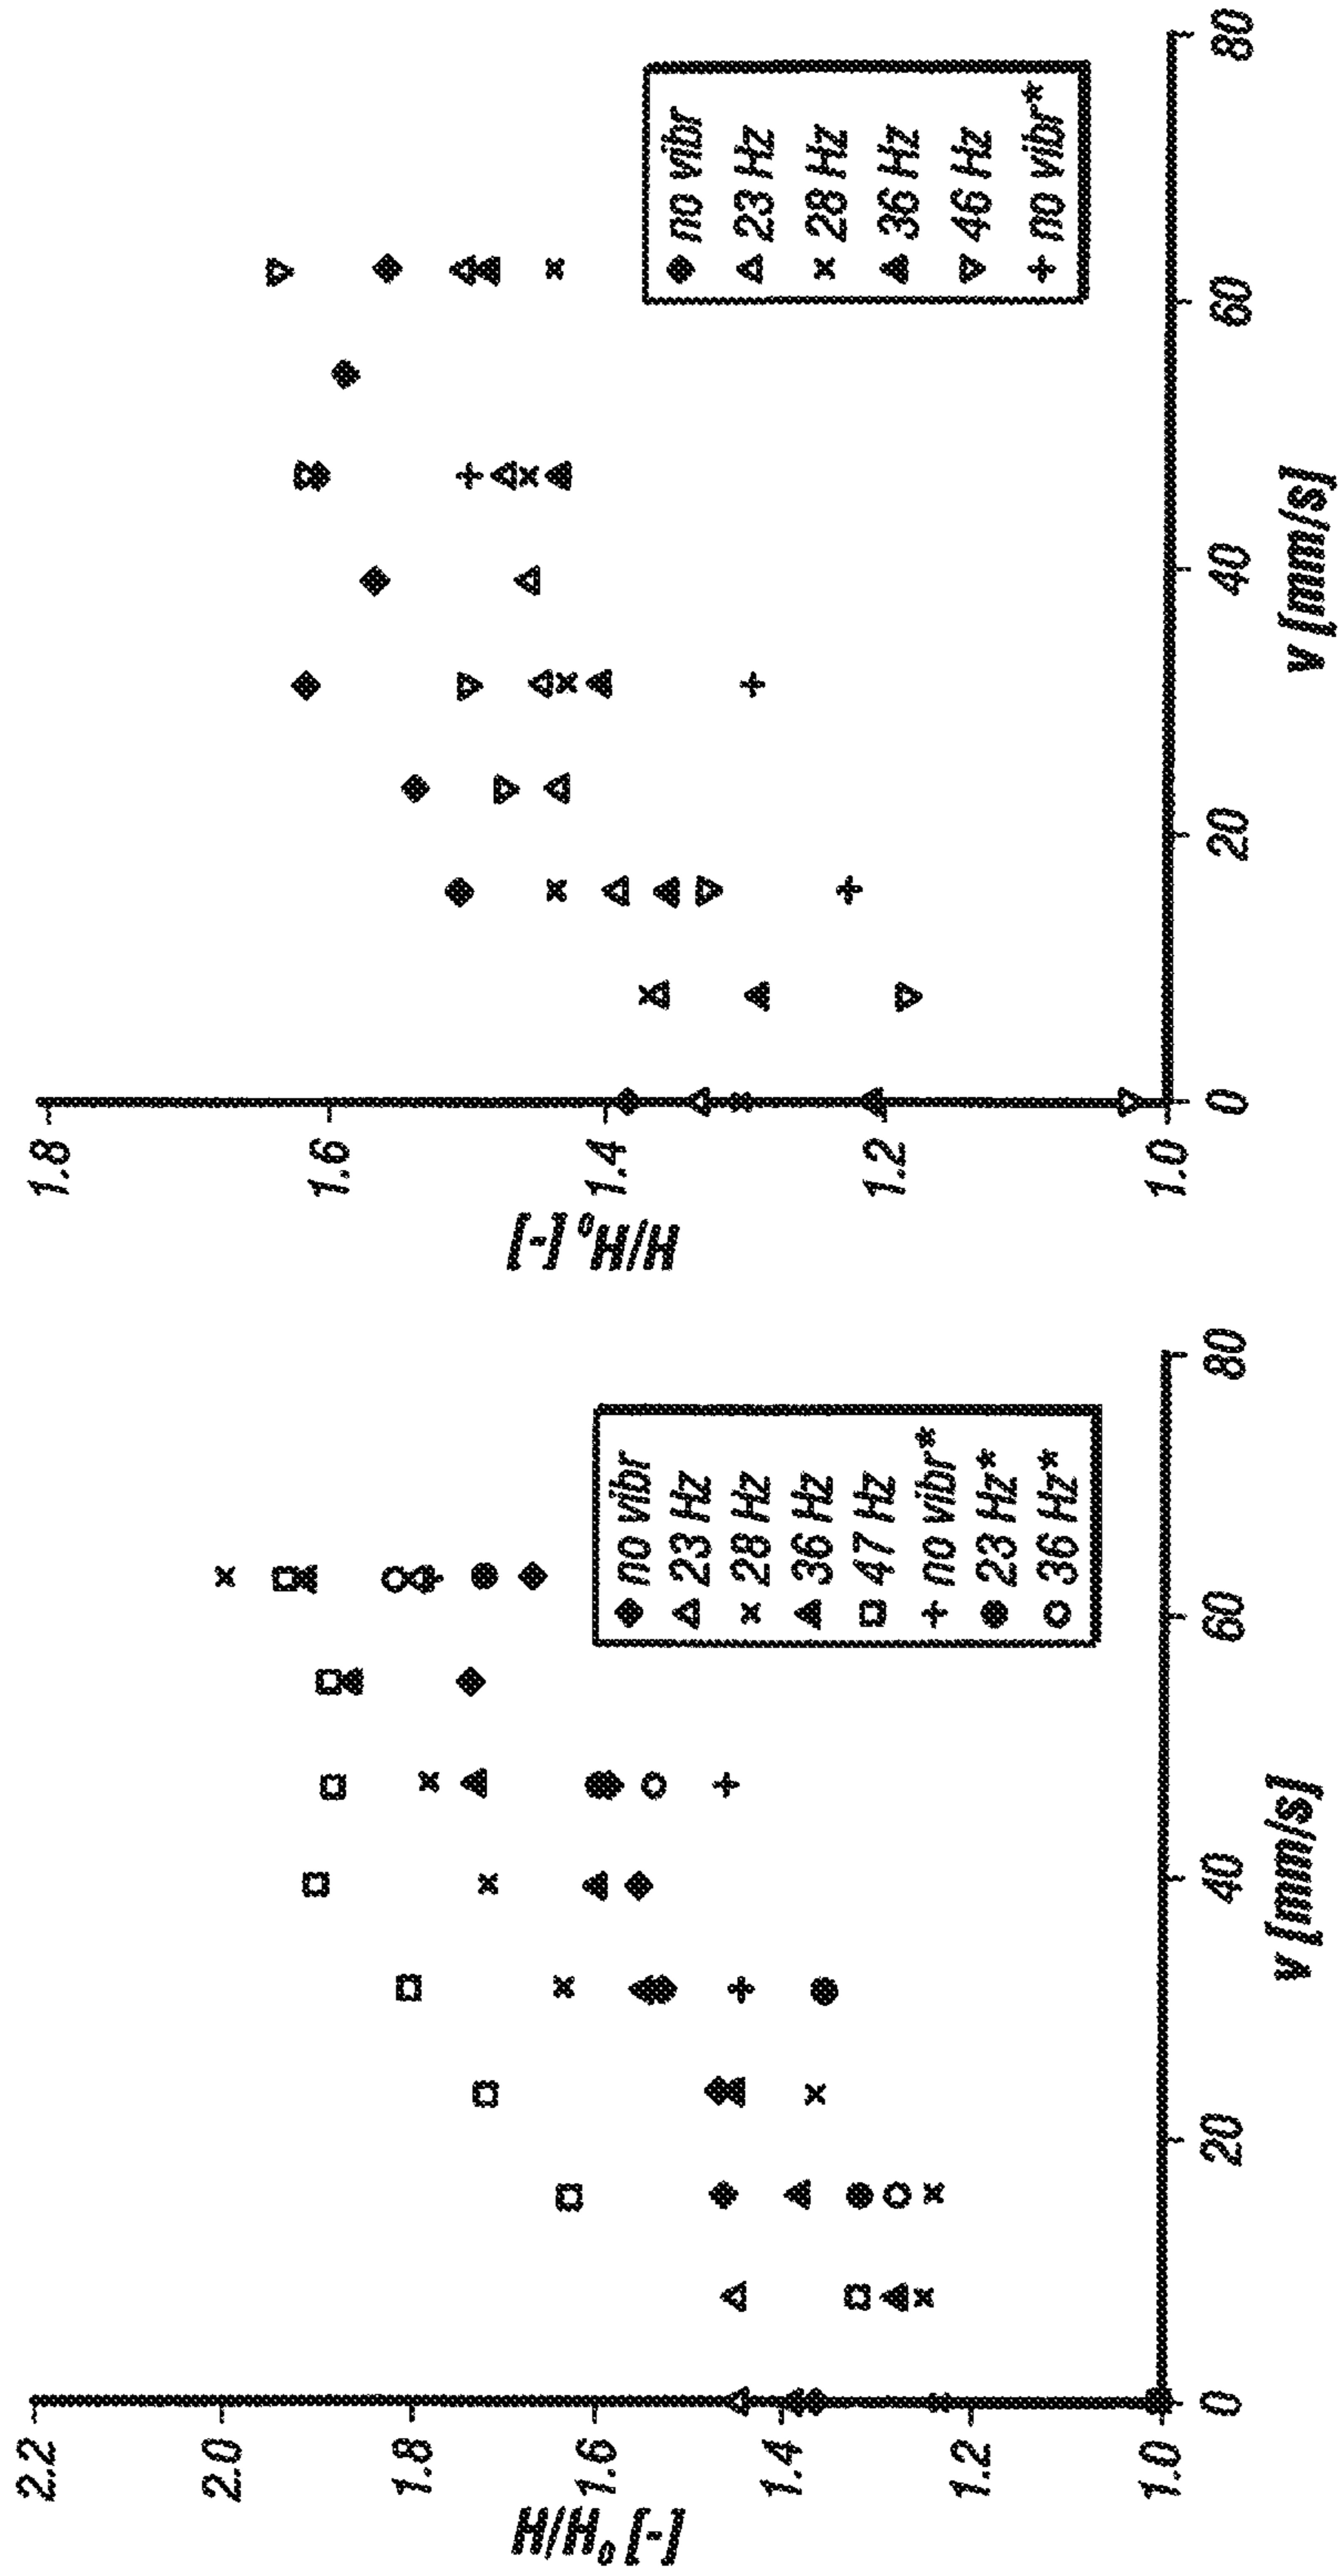 H/H₀ [-]
2.2
2.0
1.8
1.6
1.4
1.2
1.0
0
20
40
60
80
v [mm/s]
no vibr
23 Hz
28 Hz
36 Hz
47 Hz
no vibr*
23 Hz*
36 Hz*
H/H₀ [-]
1.8
1.6
1.4
1.2
1.0
0
20
40
60
80
v [mm/s]
no vibr
23 Hz
28 Hz
36 Hz
46 Hz
no vibr*